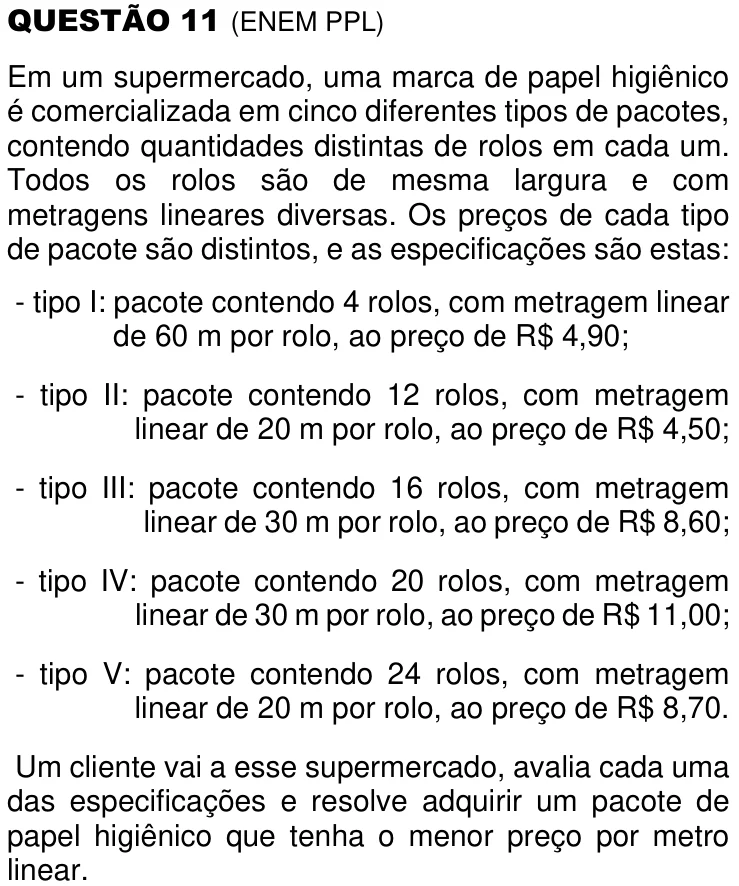 QUESTÃO 11 (ENEM PPL)
Em um supermercado, uma marca de papel higiênico
é comercializada em cinco diferentes tipos de pacotes,
contendo quantidades distintas de rolos em cada um.
Todos os rolos são de mesma largura e com
metragens lineares diversas. Os preços de cada tipo
de pacote são distintos, e as especificações são estas:
- tipo I: pacote contendo 4 rolos, com metragem linear
de 60 m por rolo, ao preço de R$ 4,90;
- tipo II: pacote contendo 12 rolos, com metragem
linear de 20 m por rolo, ao preço de R$ 4,50;
- tipo III: pacote contendo 16 rolos, com metragem
linear de 30 m por rolo, ao preço de R$ 8,60;
- tipo IV: pacote contendo 20 rolos, com metragem
linear de 30 m por rolo, ao preço de R$ 11,00;
- tipo V: pacote contendo 24 rolos, com metragem
linear de 20 m por rolo, ao preço de R$ 8,70.
Um cliente vai a esse supermercado, avalia cada uma
das especificações e resolve adquirir um pacote de
papel higiênico que tenha o menor preço por metro
linear.